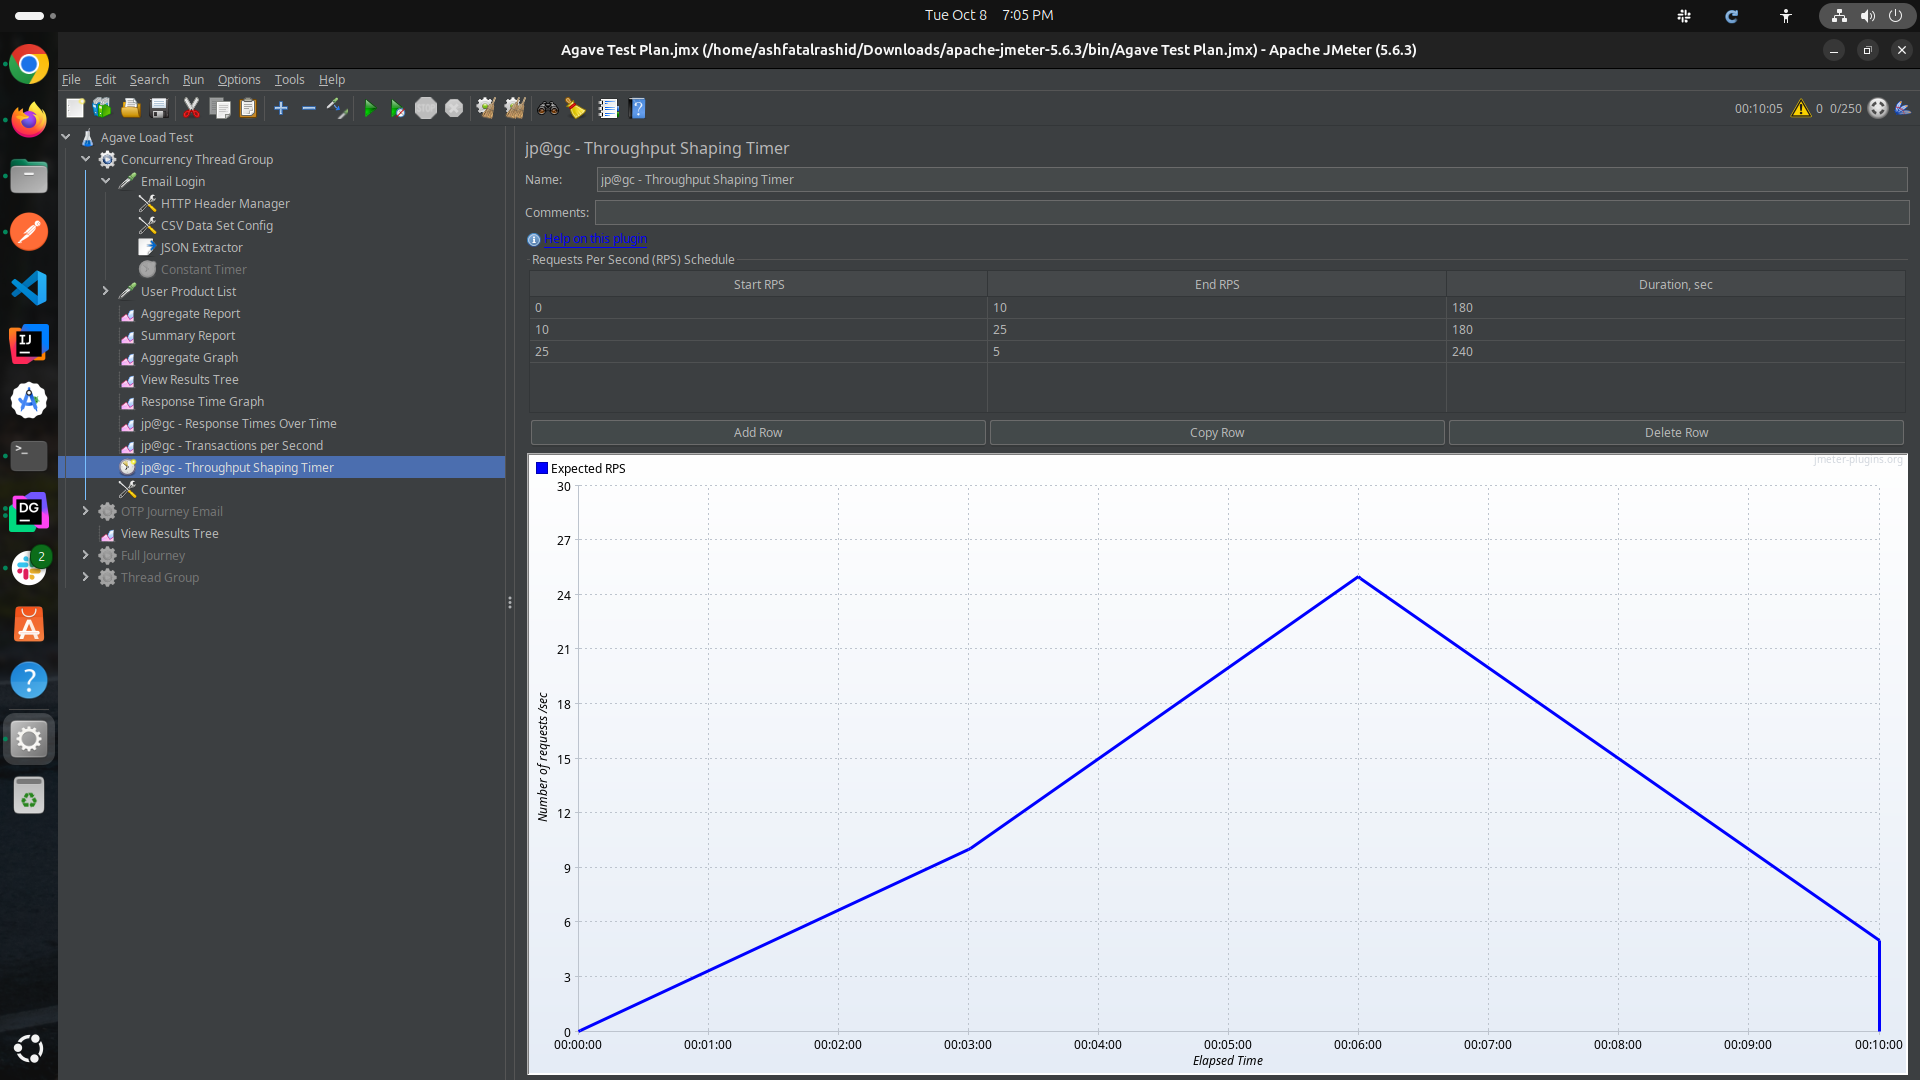 Tue Oct 8 7:05 PM
Agave Test Plan.jmx (/home/ashfatalrashid/Downloads/apache-jmeter-5.6.3/bin/Agave Test Plan.jmx) - Apache JMeter (5.6.3)
File Edit Search Run Options Tools Help
00:10:05 0 0/250
Agave Load Test
Concurrency Thread Group
Email Login
HTTP Header Manager
CSV Data Set Config
JSON Extractor
Constant Timer
User Product List
Aggregate Report
Summary Report
Aggregate Graph
View Results Tree
Response Time Graph
jp@gc - Response Times Over Time
jp@gc - Transactions per Second
jp@gc - Throughput Shaping Timer
Counter
OTP Journey Email
View Results Tree
Full Journey
Thread Group
jp@gc - Throughput Shaping Timer
Name: jp@gc - Throughput Shaping Timer
Comments:
Help on this plugin
Requests Per Second (RPS) Schedule
Start RPS End RPS Duration, sec
0 10 180
10 25 180
25 5 240
Add Row Copy Row Delete Row
Expected RPS
jmeter-plugins.org
30
27
24
21
18
15
12
9
6
3
0
Number of requests /sec
00:00:00 00:01:00 00:02:00 00:03:00 00:04:00 00:05:00 00:06:00 00:07:00 00:08:00 00:09:00 00:10:00
Elapsed Time
IJ
DG
2